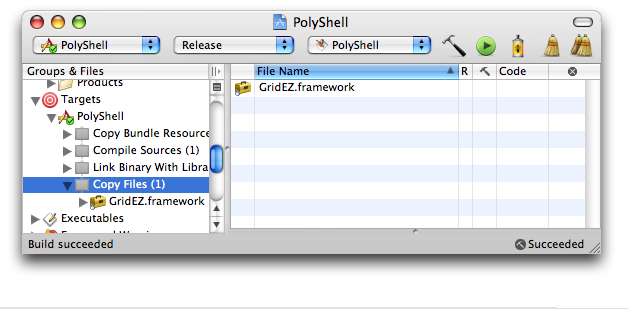 PolyShell
PolyShell Release PolyShell
Groups & Files File Name R Code
Products
GridEZ.framework
Targets
PolyShell
Copy Bundle Resource
Compile Sources (1)
Link Binary With Libra
Copy Files (1)
GridEZ.framework
Executables
Build succeeded Succeeded